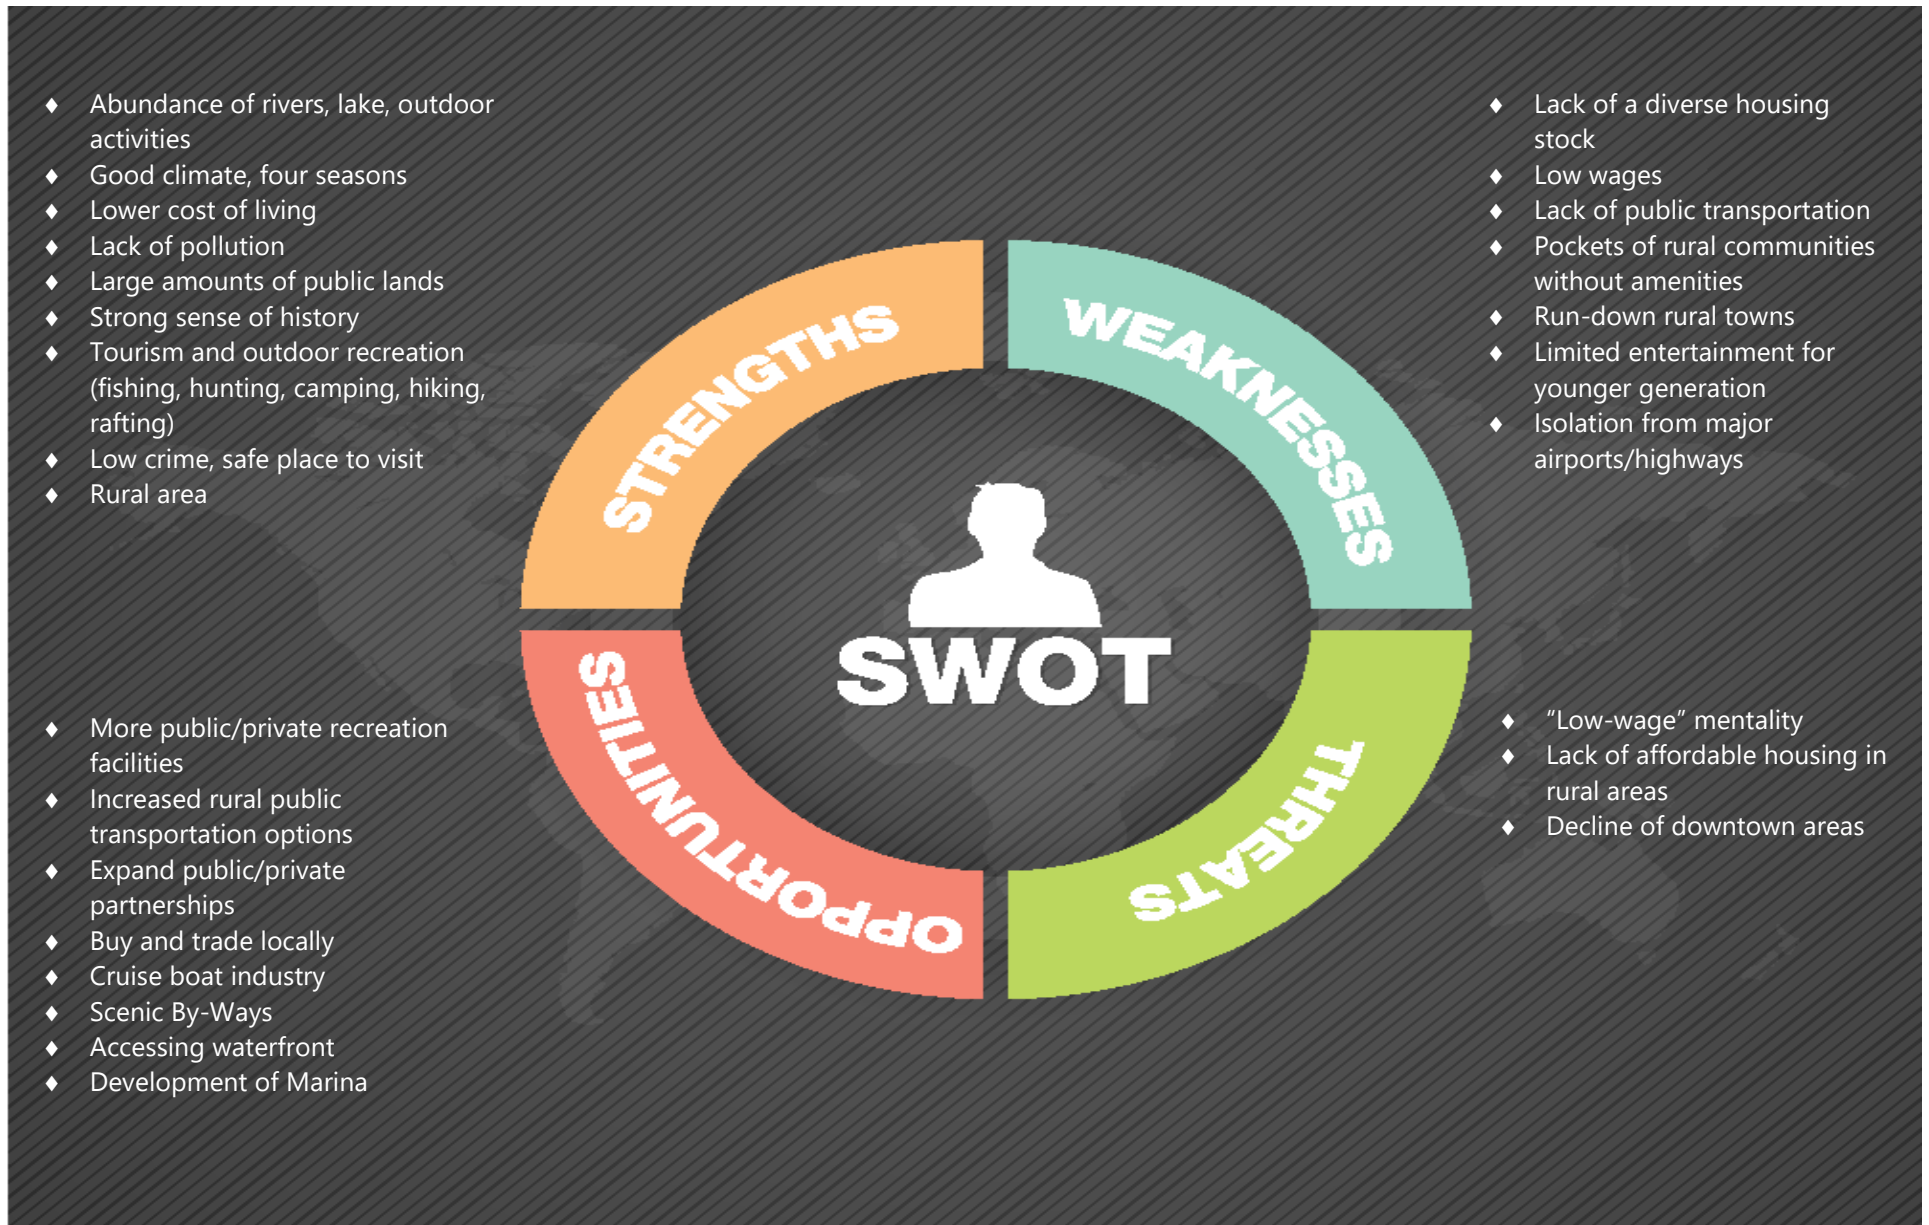 ♦ Abundance of rivers, lake, outdoor
activities
♦ Good climate, four seasons
♦ Lower cost of living
♦ Lack of pollution
♦ Large amounts of public lands
♦ Strong sense of history
♦ Tourism and outdoor recreation
(fishing, hunting, camping, hiking,
rafting)
♦ Low crime, safe place to visit
♦ Rural area
♦ Lack of a diverse housing
stock
♦ Low wages
♦ Lack of public transportation
♦ Pockets of rural communities
without amenities
♦ Run-down rural towns
♦ Limited entertainment for
younger generation
♦ Isolation from major
airports/highways
STRENGTHS
WEAKNESSES
SWOT
OPPORTUNITIES
THREATS
♦ More public/private recreation
facilities
♦ Increased rural public
transportation options
♦ Expand public/private
partnerships
♦ Buy and trade locally
♦ Cruise boat industry
♦ Scenic By-Ways
♦ Accessing waterfront
♦ Development of Marina
♦ “Low-wage” mentality
♦ Lack of affordable housing in
rural areas
♦ Decline of downtown areas